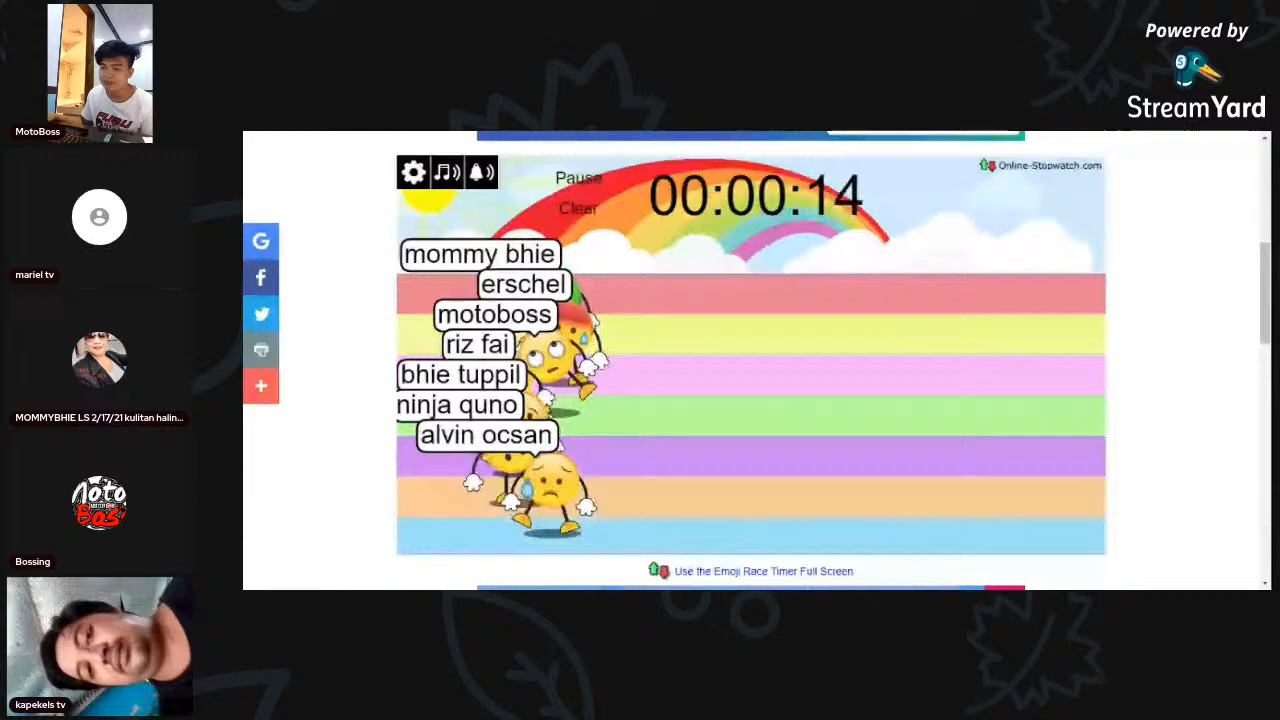 MotoBoss
mariel tv
MOMMYBHIE LS 2/17/21 kulitan halin...
Moto
Bos
Bossing
kapekels tv
Powered by
StreamYard
Pause
Clear
00:00:14
Online-Stopwatch.com
mommy bhie
erschel
motoboss
riz fai
bhie tuppil
ninja quno
alvin ocsan
Use the Emoji Race Timer Full Screen